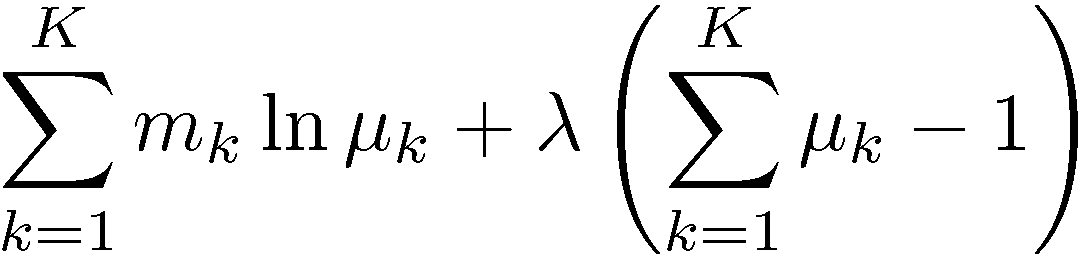 \sum_{k=1}^{K} m_k \ln \mu_k + \lambda \left( \sum_{k=1}^{K} \mu_k - 1 \right)